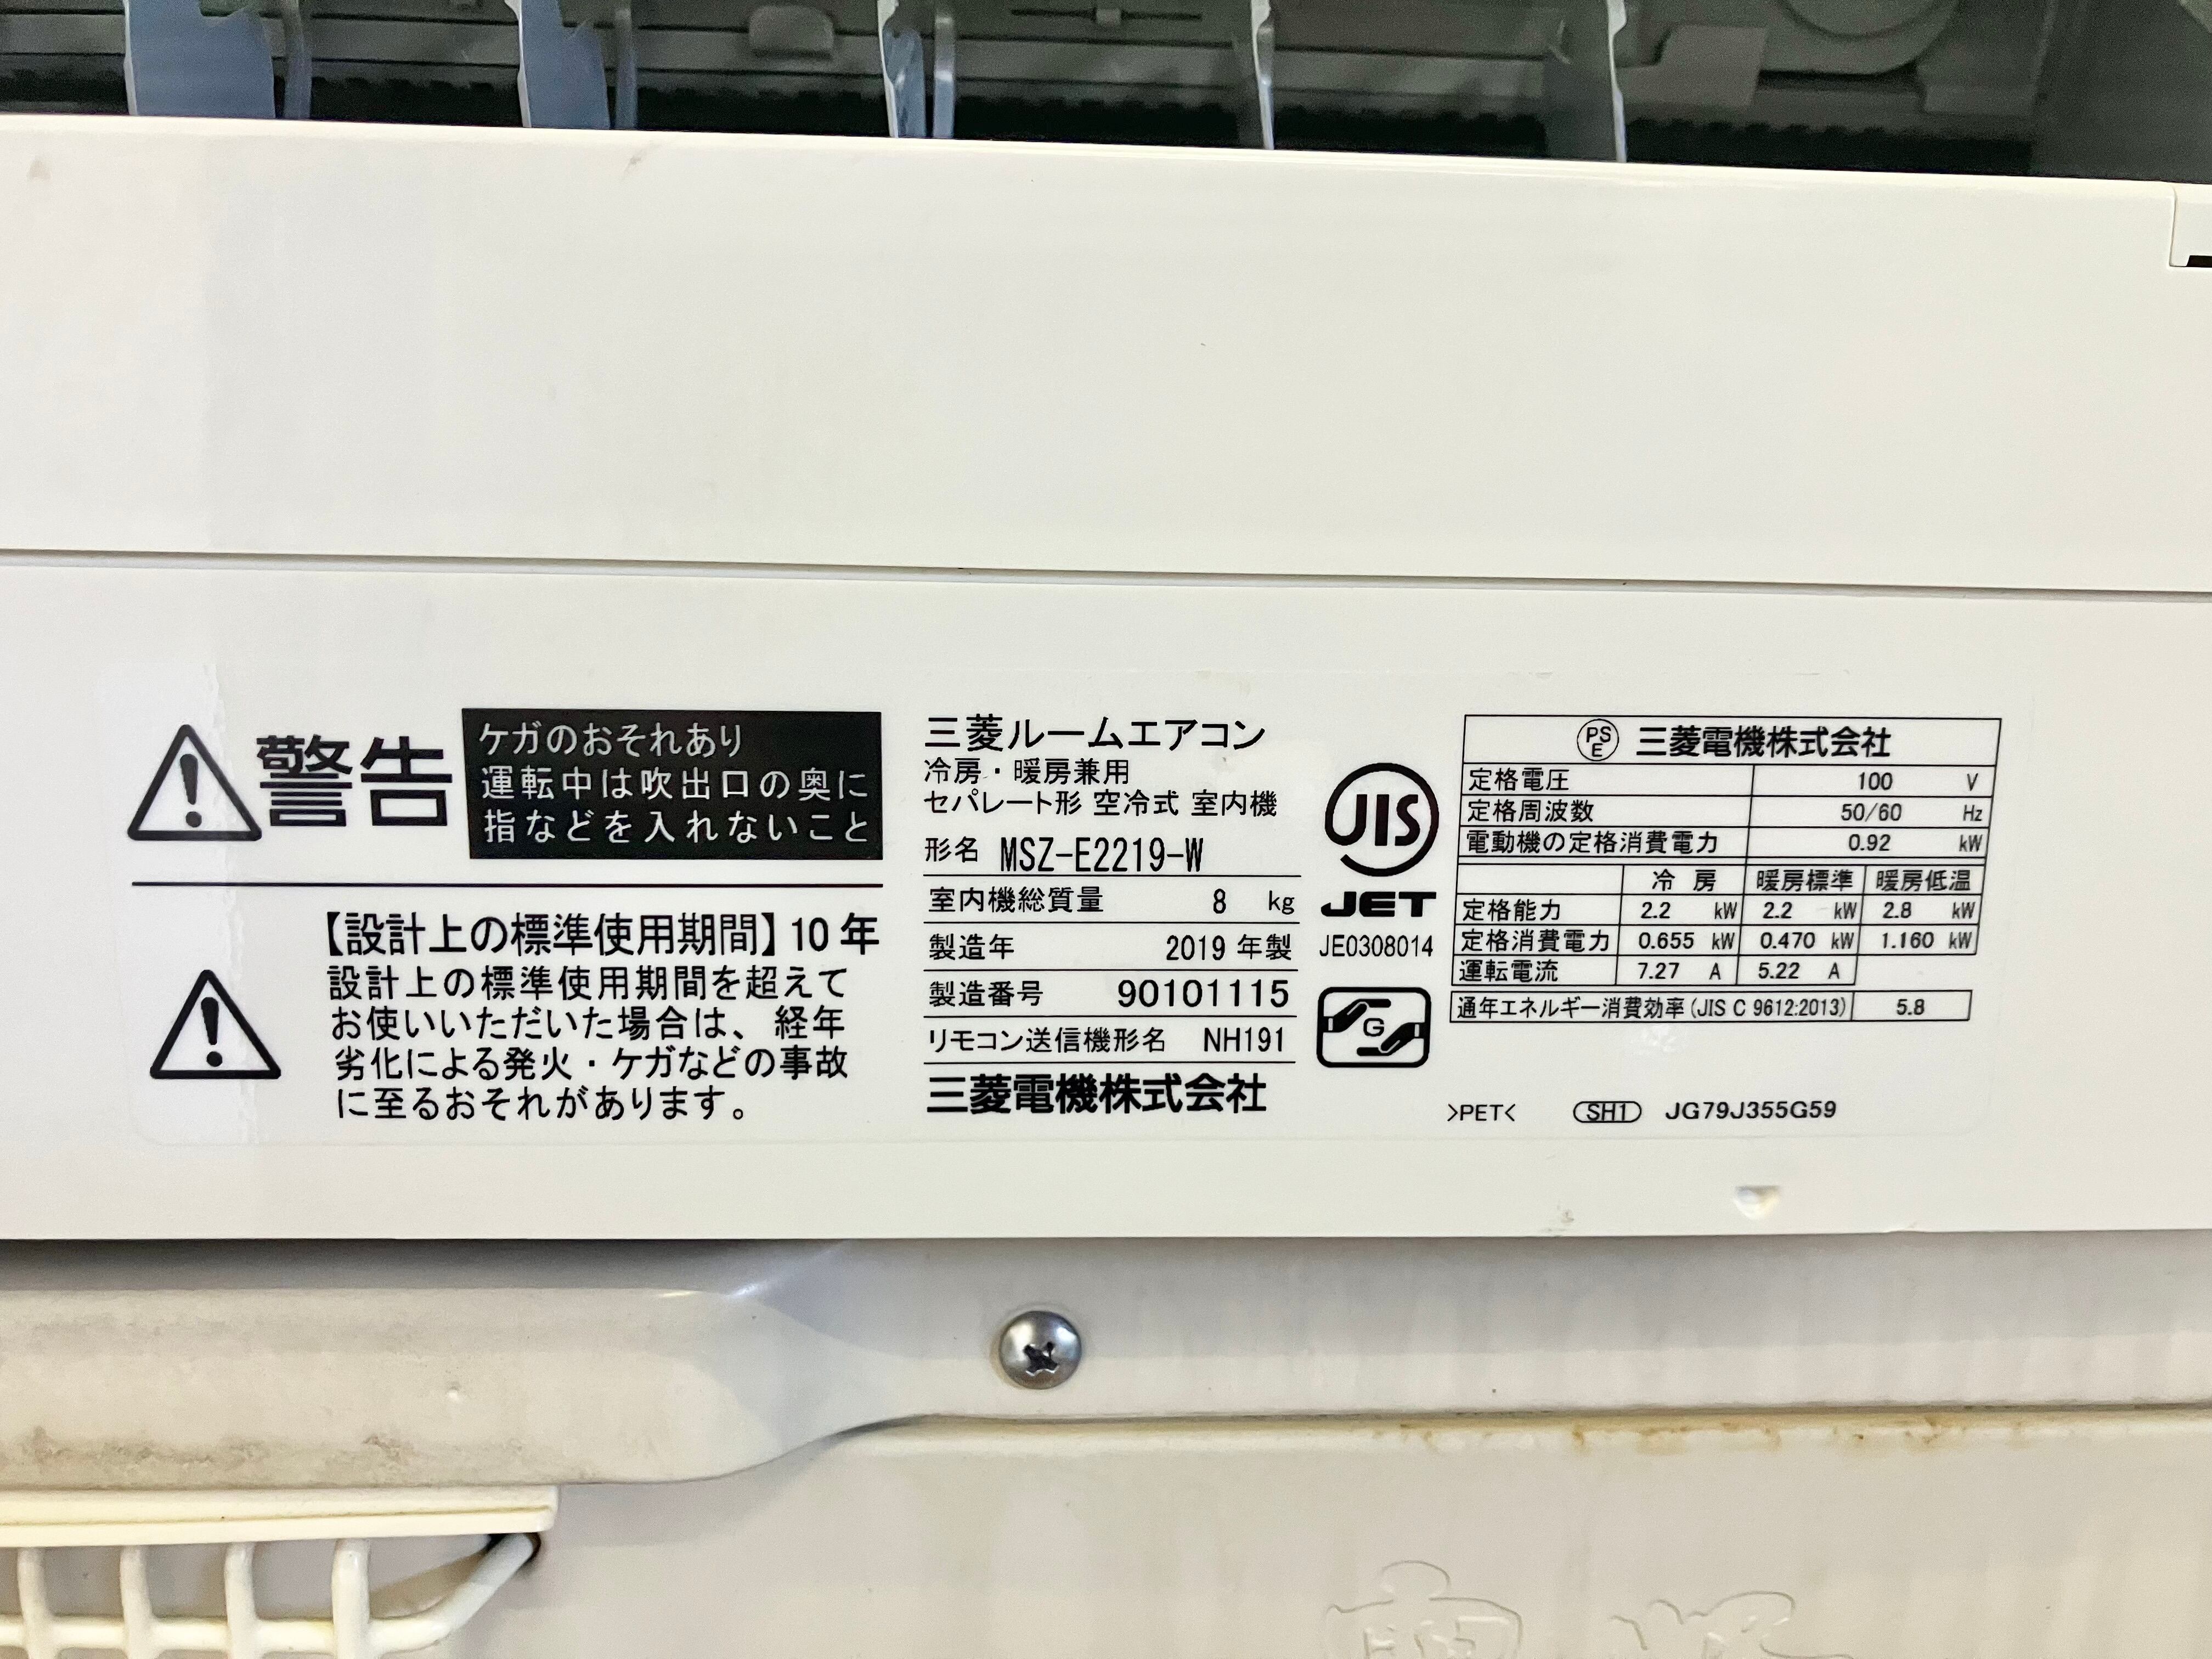 警告
ケガのおそれあり
運転中は吹出口の奥に
指などを入れないこと
【設計上の標準使用期間】10年
設計上の標準使用期間を超えて
お使いいただいた場合は、経年
劣化による発火・ケガなどの事故
に至るおそれがあります。
三菱ルームエアコン
冷房・暖房兼用
セパレート形 空冷式 室内機
形名 MSZ-E2219-W
室内機総質量 8 kg
製造年 2019年製
製造番号 90101115
リモコン送信機形名 NH191
三菱電機株式会社
JIS
JET
JE0308014
G
PSE 三菱電機株式会社
定格電圧 100 V
定格周波数 50/60 Hz
電動機の定格消費電力 0.92 kW
冷房 暖房標準 暖房低温
定格能力 2.2 kW 2.2 kW 2.8 kW
定格消費電力 0.655 kW 0.470 kW 1.160 kW
運転電流 7.27 A 5.22 A
通年エネルギー消費効率(JIS C 9612:2013) 5.8
>PET< SH1 JG79J355G59